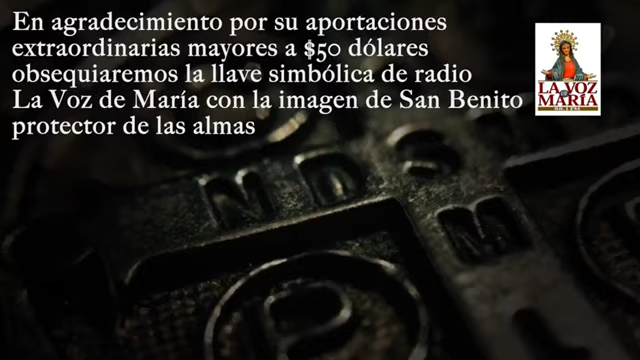 En agradecimiento por su aportaciones
extraordinarias mayores a $50 dólares
obsequiaremos la llave simbólica de radio
La Voz de María con la imagen de San Benito
protector de las almas
LA VOZ
DE
MARÍA
N D S
M
P